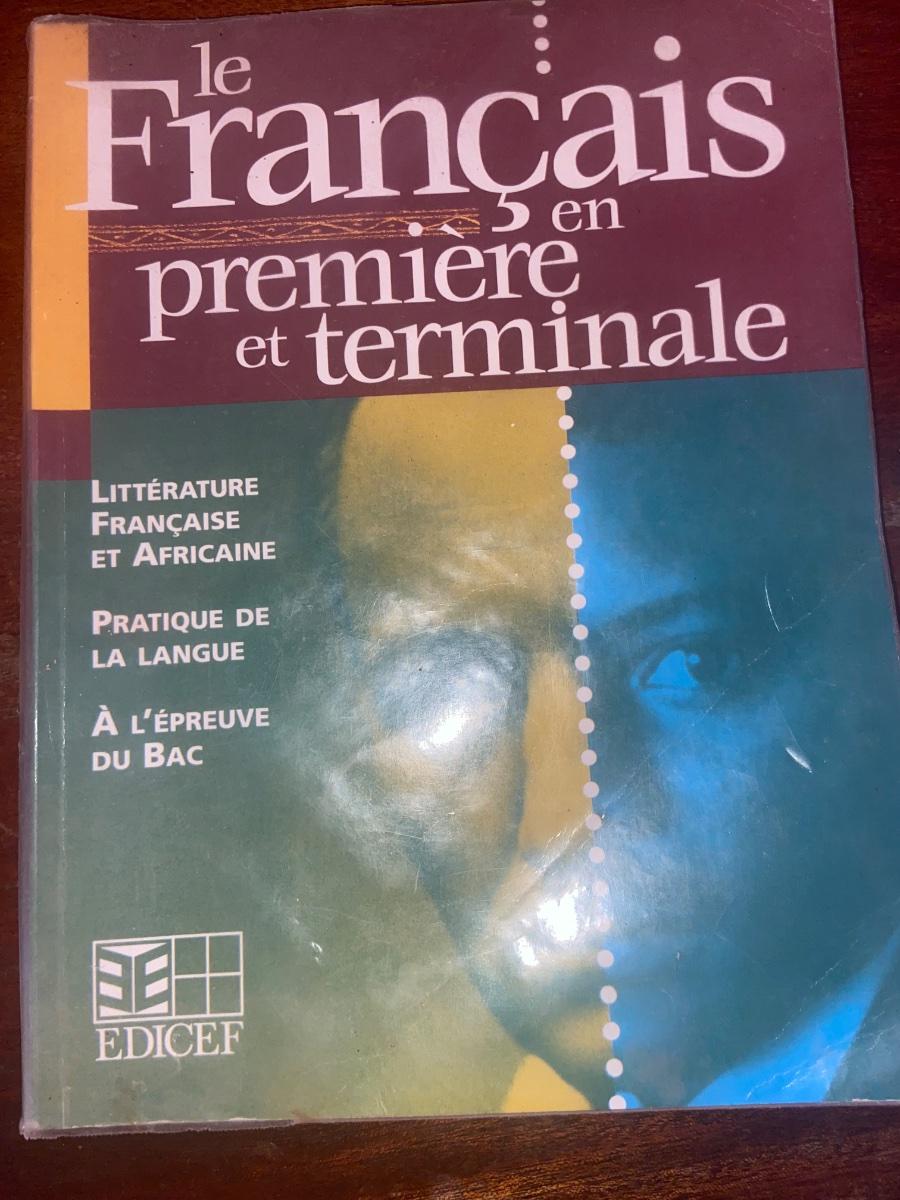 le
Français
en
première
et terminale
LITTÉRATURE
FRANÇAISE
ET AFRICAINE
PRATIQUE DE
LA LANGUE
À L'ÉPREUVE
DU BAC
EDICEF